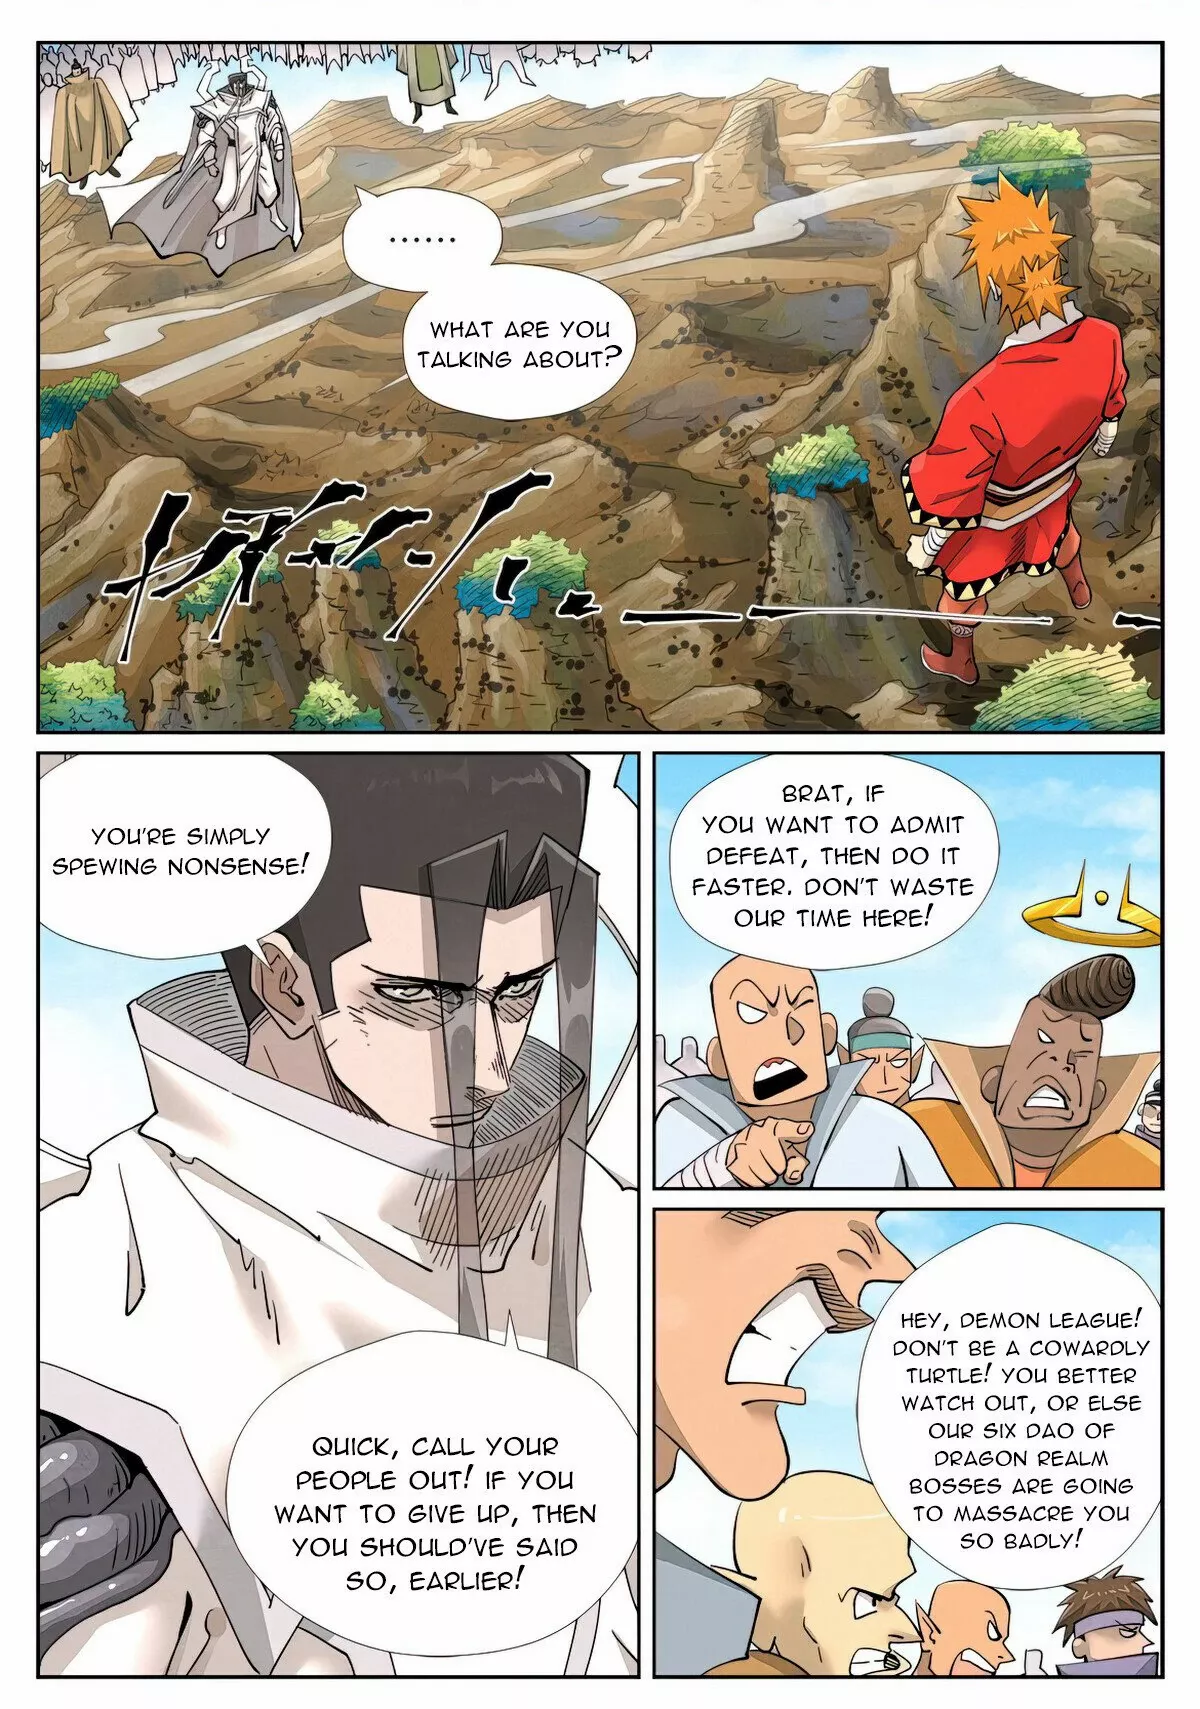 ......
WHAT ARE YOU
TALKING ABOUT?
YOU'RE SIMPLY
SPEWING NONSENSE!
QUICK, CALL YOUR
PEOPLE OUT! IF YOU
WANT TO GIVE UP, THEN
YOU SHOULD'VE SAID
SO, EARLIER!
BRAT, IF
YOU WANT TO ADMIT
DEFEAT, THEN DO IT
FASTER. DON'T WASTE
OUR TIME HERE!
HEY, DEMON LEAGUE!
DON'T BE A COWARDLY
TURTLE! YOU BETTER
WATCH OUT, OR ELSE
OUR SIX DAO OF
DRAGON REALM
BOSSES ARE GOING
TO MASSACRE YOU
SO BADLY!